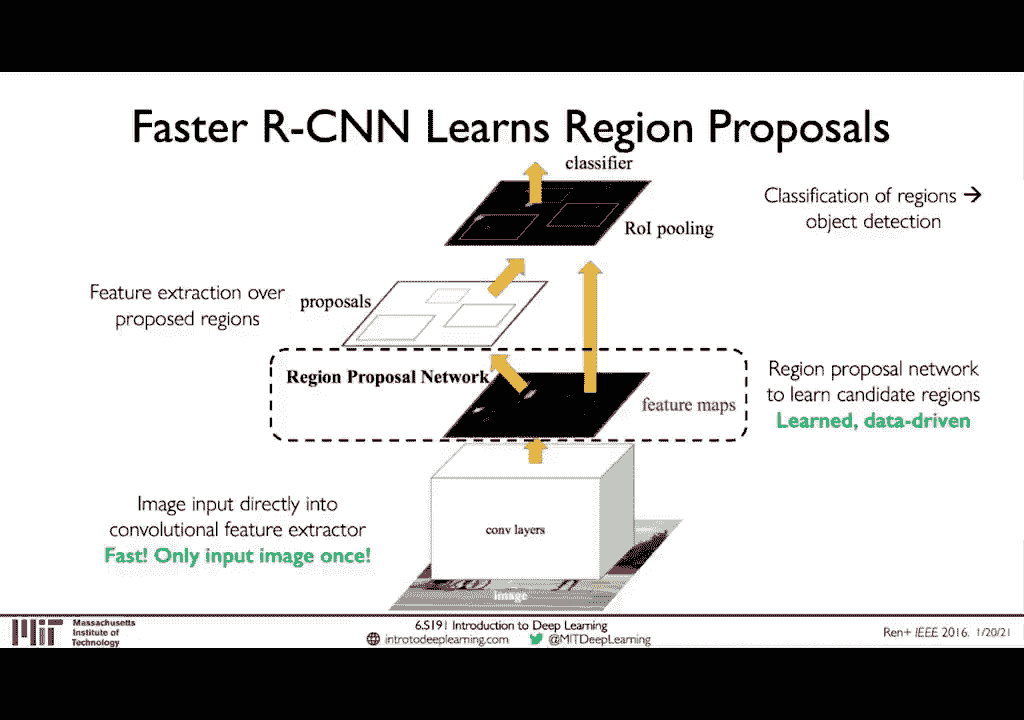 Faster R-CNN Learns Region Proposals
classifier
Classification of regions →
object detection
RoI pooling
Feature extraction over
proposed regions
proposals
Region Proposal Network
feature maps
Region proposal network
to learn candidate regions
Learned, data-driven
Image input directly into
convolutional feature extractor
Fast! Only input image once!
conv layers
image
Massachusetts
Institute of
Technology
6.S191 Introduction to Deep Learning
introtodeeplearning.com @MITDeepLearning
Ren+ IEEE 2016. 1/20/21